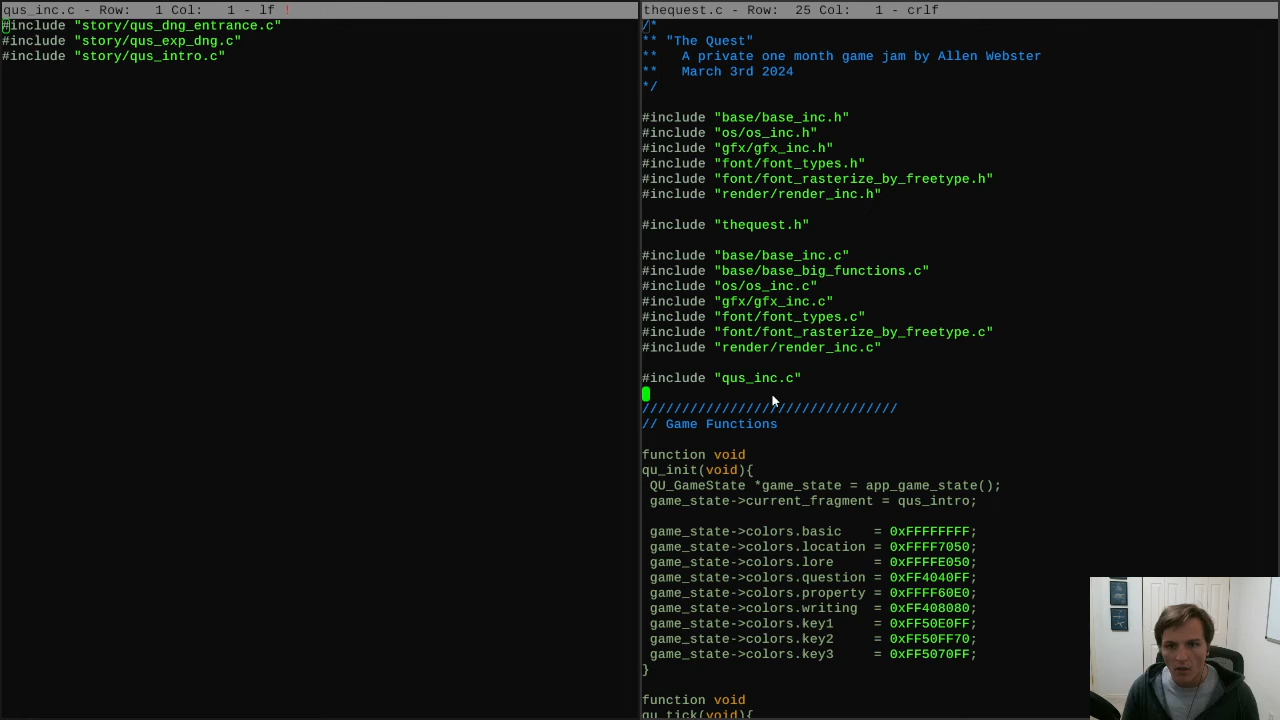 qus_inc.c - Row:   1 Col:   1 - lf !
#include "story/qus_dng_entrance.c"
#include "story/qus_exp_dng.c"
#include "story/qus_intro.c"
thequest.c - Row:  25 Col:   1 - crlf
/*
** "The Quest"
**   A private one month game jam by Allen Webster
**   March 3rd 2024
*/
#include "base/base_inc.h"
#include "os/os_inc.h"
#include "gfx/gfx_inc.h"
#include "font/font_types.h"
#include "font/font_rasterize_by_freetype.h"
#include "render/render_inc.h"
#include "thequest.h"
#include "base/base_inc.c"
#include "base/base_big_functions.c"
#include "os/os_inc.c"
#include "gfx/gfx_inc.c"
#include "font/font_types.c"
#include "font/font_rasterize_by_freetype.c"
#include "render/render_inc.c"
#include "qus_inc.c"
////////////////////////////////
// Game Functions
function void
qu_init(void){
 QU_GameState *game_state = app_game_state();
 game_state->current_fragment = qus_intro;
 game_state->colors.basic    = 0xFFFFFFFF;
 game_state->colors.location = 0xFFFF7050;
 game_state->colors.lore     = 0xFFFFE050;
 game_state->colors.question = 0xFF4040FF;
 game_state->colors.property = 0xFFFF60E0;
 game_state->colors.writing  = 0xFF408080;
 game_state->colors.key1     = 0xFF50E0FF;
 game_state->colors.key2     = 0xFF50FF70;
 game_state->colors.key3     = 0xFF5070FF;
}
function void
qu_tick(void){